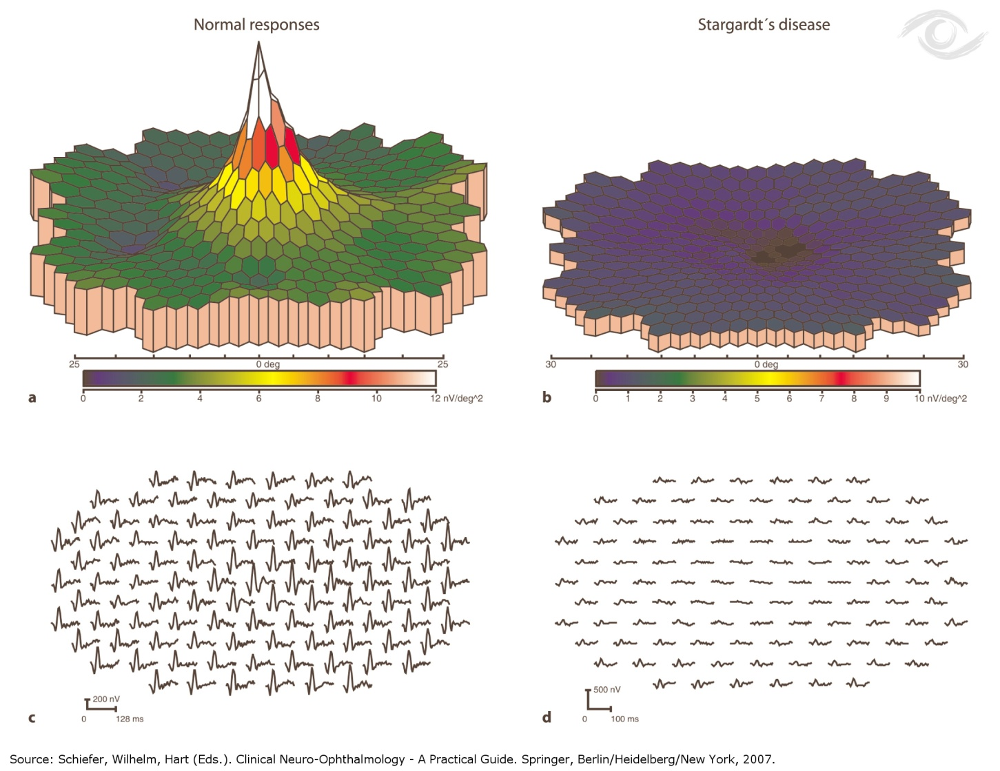 Normal responses
Stargardt´s disease
25 0 deg 25
0 2 4 6 8 10 12 nV/deg^2
a
30 0 deg 30
0 1 2 3 4 5 6 7 8 9 10 nV/deg^2
b
200 nV
0 128 ms
c
500 nV
0 100 ms
d
Source: Schiefer, Wilhelm, Hart (Eds.). Clinical Neuro-Ophthalmology - A Practical Guide. Springer, Berlin/Heidelberg/New York, 2007.